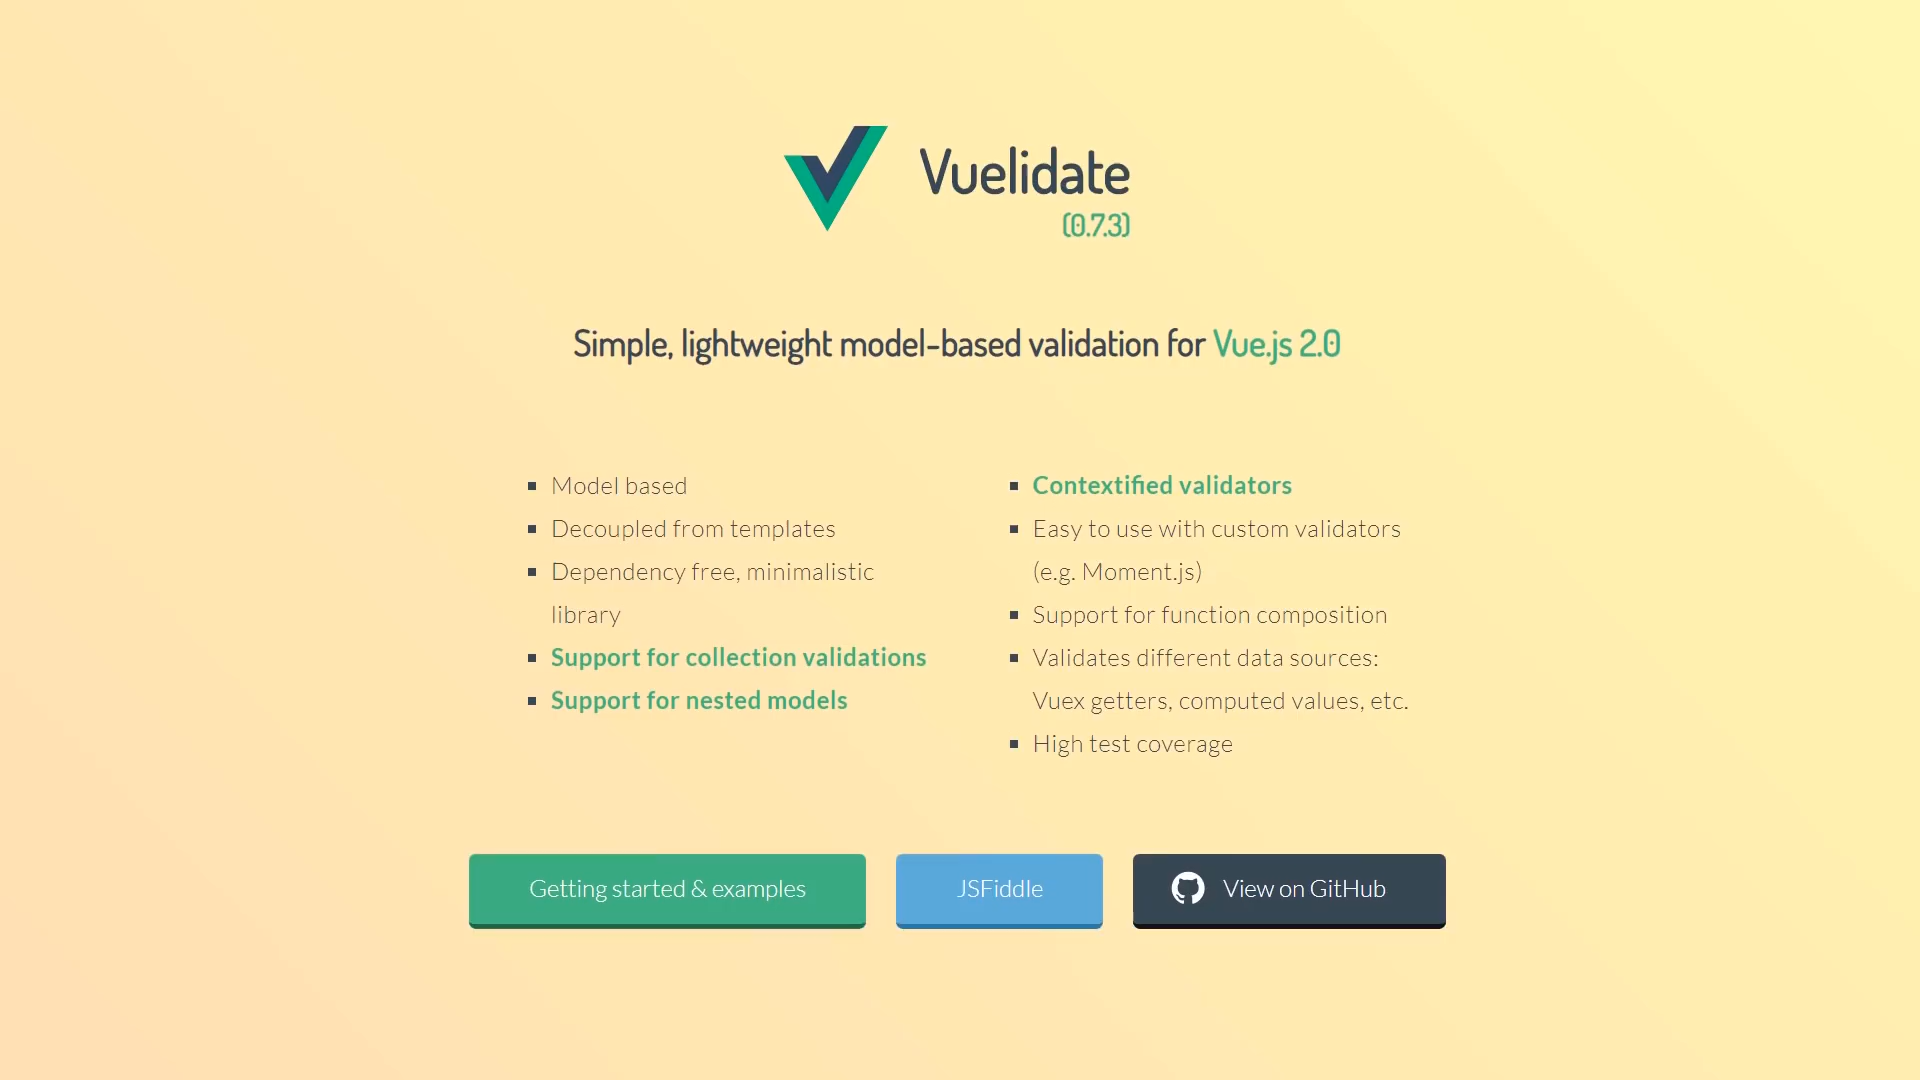 Vuelidate
(0.7.3)
Simple, lightweight model-based validation for Vue.js 2.0
Model based
Decoupled from templates
Dependency free, minimalistic
library
Support for collection validations
Support for nested models
Contextified validators
Easy to use with custom validators
(e.g. Moment.js)
Support for function composition
Validates different data sources:
Vuex getters, computed values, etc.
High test coverage
Getting started & examples
JSFiddle
View on GitHub